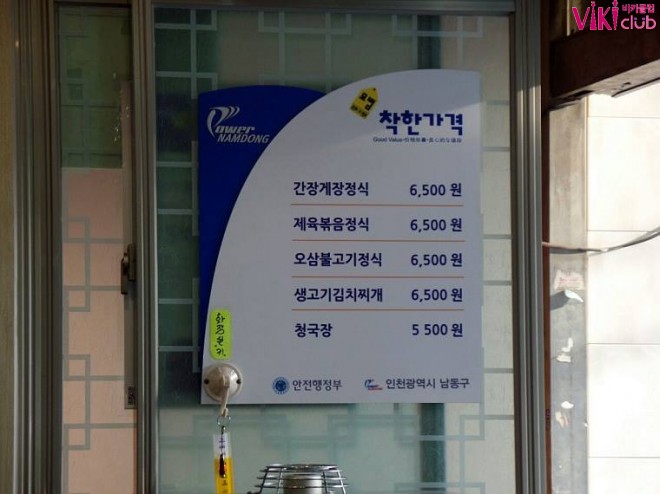 비키클럽
ViKi club
Power
NAMDONG
착한가격
간장게장정식 6,500 원
제육볶음정식 6,500 원
오삼불고기정식 6,500 원
생고기김치찌개 6,500 원
청국장 5 500 원
안전행정부
인천광역시 남동구